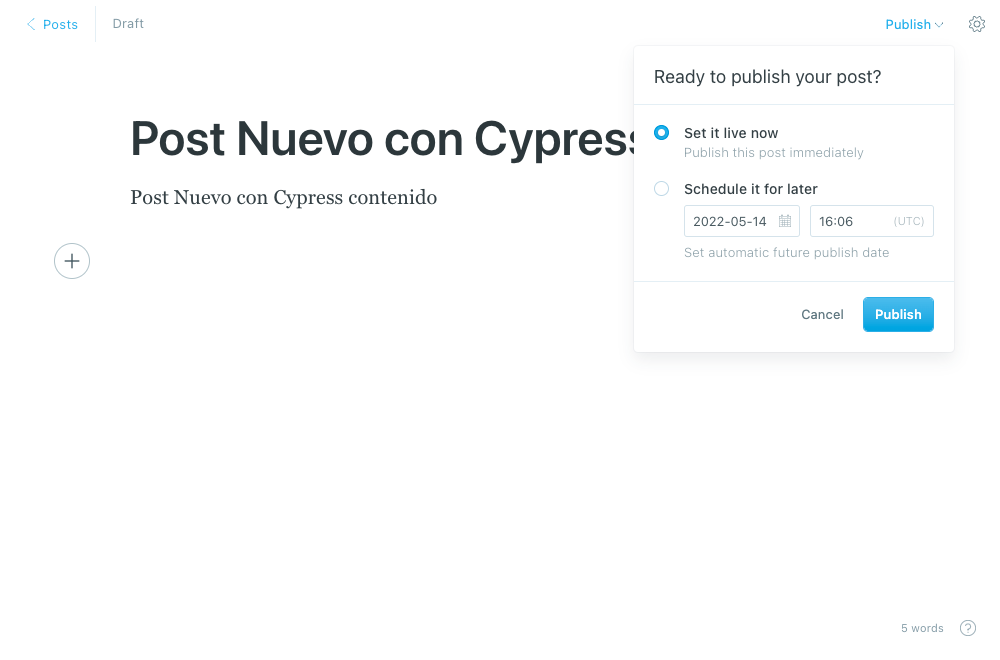 Posts
Draft
Publish
Ready to publish your post?
Post Nuevo con Cypress
Set it live now
Publish this post immediately
Post Nuevo con Cypress contenido
Schedule it for later
2022-05-14
16:06 (UTC)
Set automatic future publish date
Cancel
Publish
5 words
?